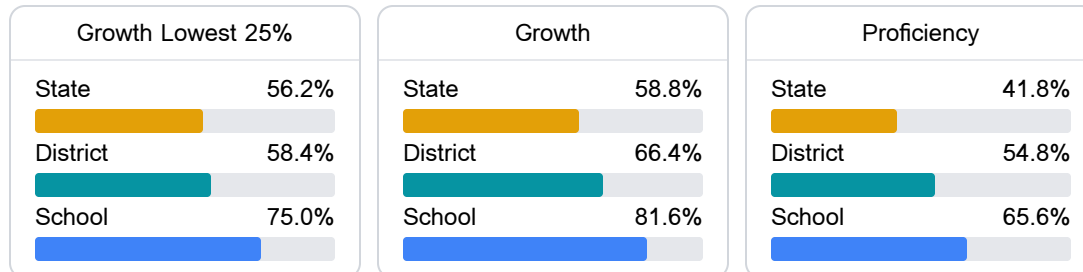 Growth Lowest 25%
State 56.2%
District 58.4%
School 75.0%
Growth
State 58.8%
District 66.4%
School 81.6%
Proficiency
State 41.8%
District 54.8%
School 65.6%